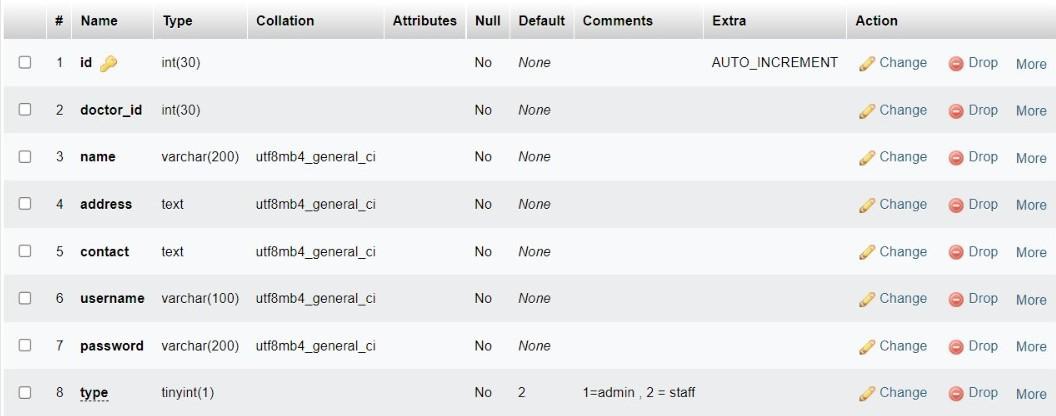 # Name Type Collation Attributes Null Default Comments Extra Action
1 id int(30) No None AUTO_INCREMENT Change Drop More
2 doctor_id int(30) No None Change Drop More
3 name varchar(200) utf8mb4_general_ci No None Change Drop More
4 address text utf8mb4_general_ci No None Change Drop More
5 contact text utf8mb4_general_ci No None Change Drop More
6 username varchar(100) utf8mb4_general_ci No None Change Drop More
7 password varchar(200) utf8mb4_general_ci No None Change Drop More
8 type tinyint(1) No 2 1=admin , 2 = staff Change Drop More